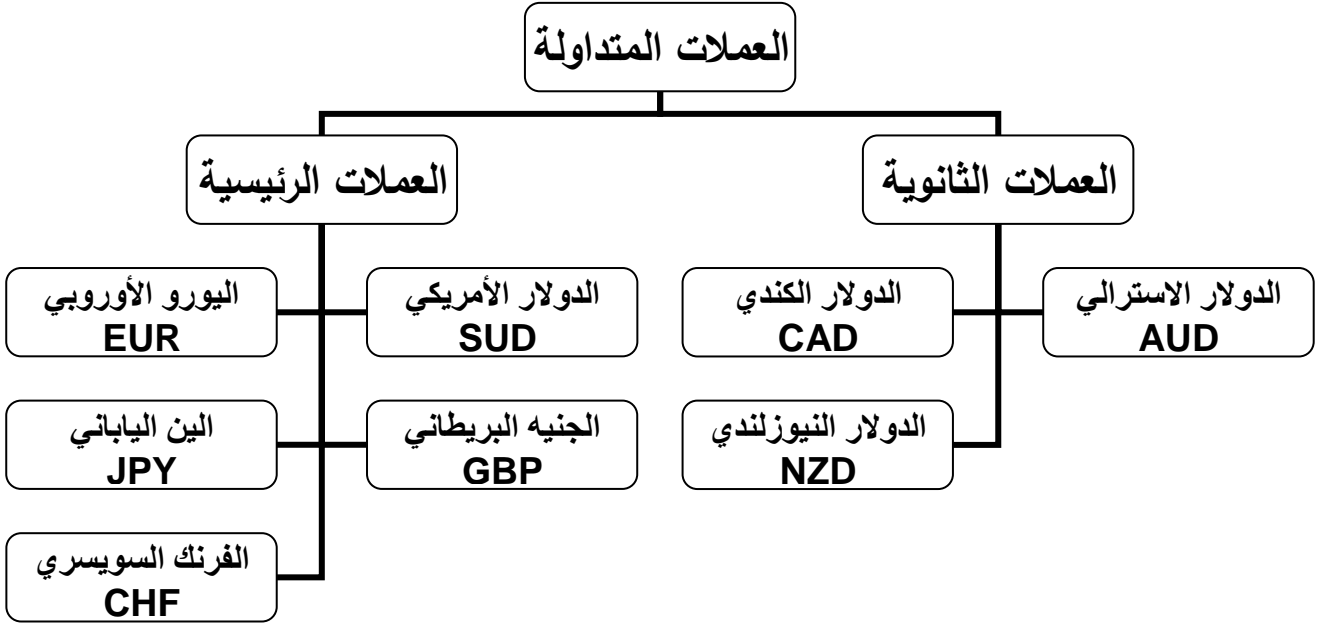 العملات المتداولة
العملات الرئيسية
العملات الثانوية
اليورو الأوروبي
EUR
الدولار الأمريكي
SUD
الدولار الكندي
CAD
الدولار الاسترالي
AUD
الين الياباني
JPY
الجنيه البريطاني
GBP
الدولار النيوزلندي
NZD
الفرنك السويسري
CHF